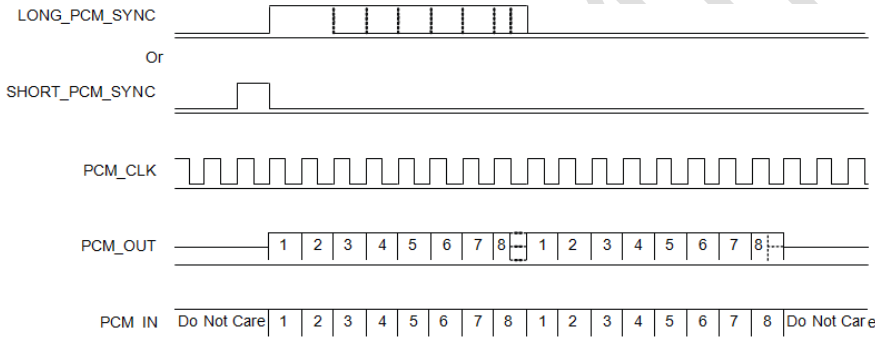 LONG_PCM_SYNC
Or
SHORT_PCM_SYNC
PCM_CLK
PCM_OUT 1 2 3 4 5 6 7 8 1 2 3 4 5 6 7 8
PCM IN Do Not Care 1 2 3 4 5 6 7 8 1 2 3 4 5 6 7 8 Do Not Care